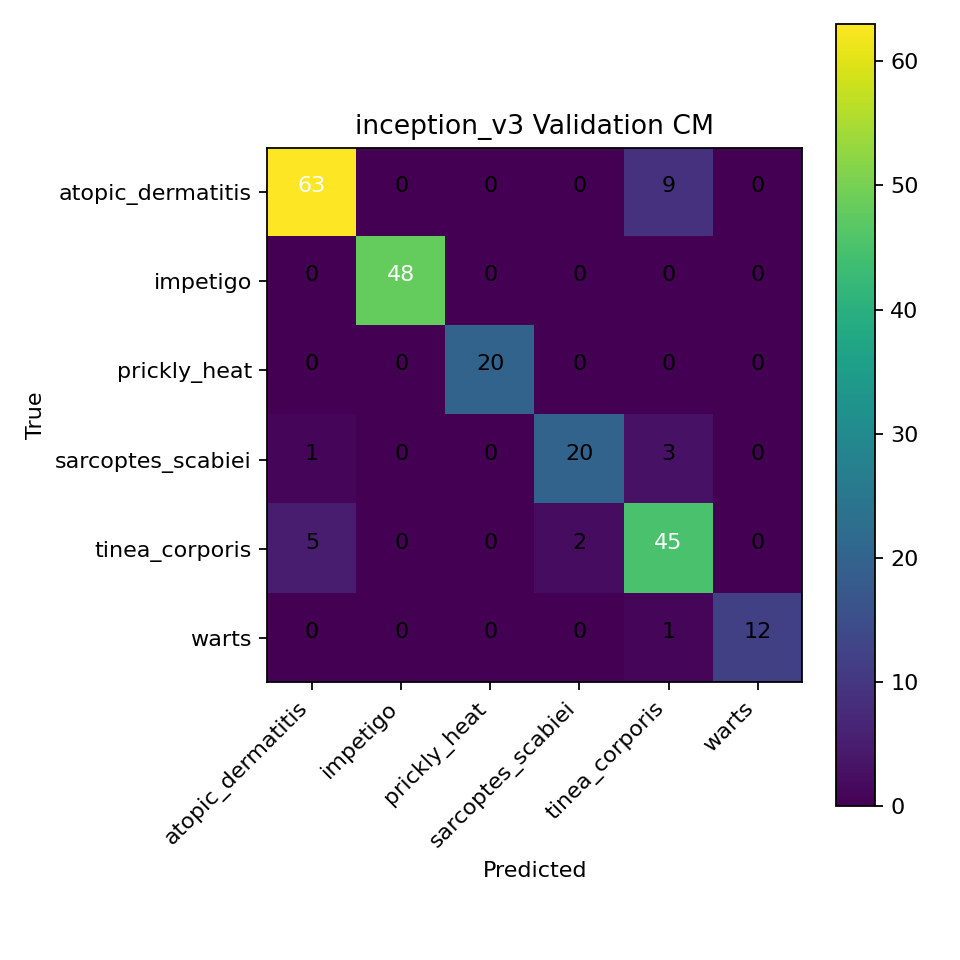 inception_v3 Validation CM
atopic_dermatitis 63 0 0 0 9 0
impetigo 0 48 0 0 0 0
prickly_heat 0 0 20 0 0 0
sarcoptes_scabiei 1 0 0 20 3 0
tinea_corporis 5 0 0 2 45 0
warts 0 0 0 0 1 12
True
atopic_dermatitis
impetigo
prickly_heat
sarcoptes_scabiei
tinea_corporis
warts
Predicted
60
50
40
30
20
10
0